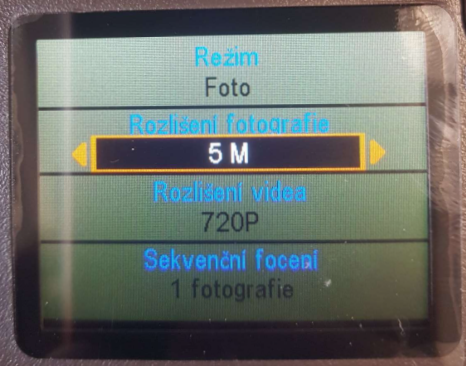 Režim
Foto
Rozlišení fotografie
5 M
Rozlišení videa
720P
Sekvenční focení
1 fotografie